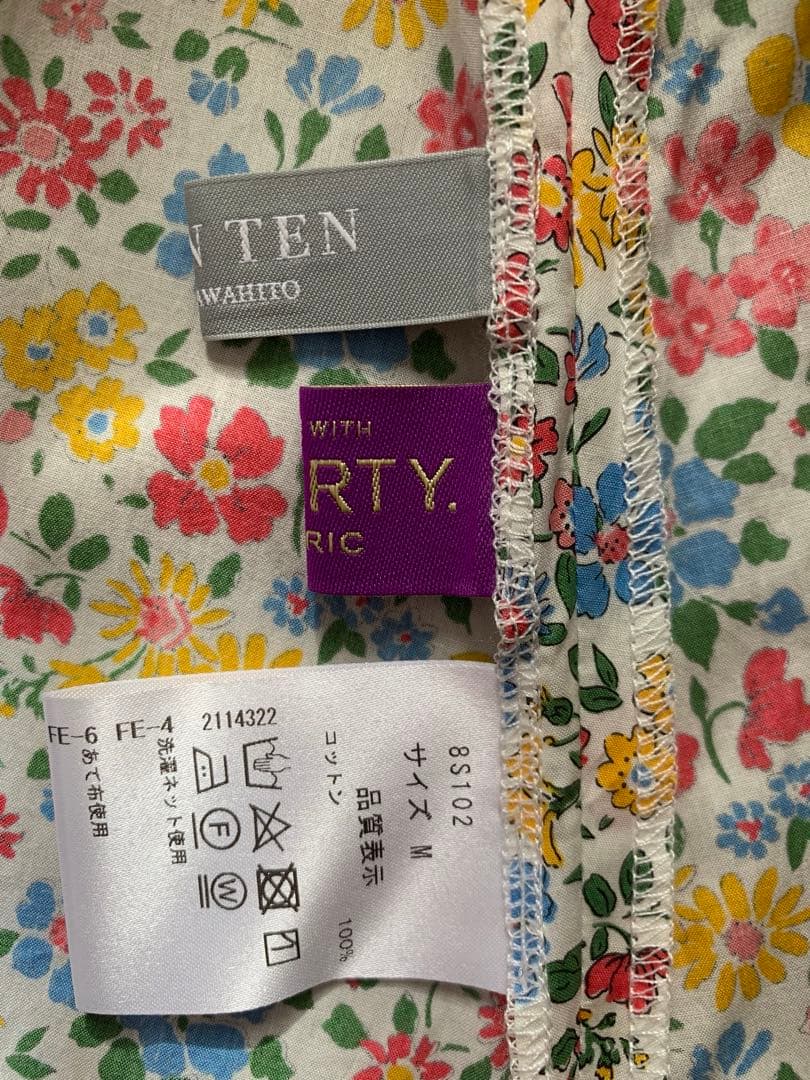 N TEN
AWAHITO
WITH
RTY.
RIC
8S102
サイズ M
品質表示
コットン 100%
2114322
FE-4 洗濯ネット使用
FE-6 あて布使用